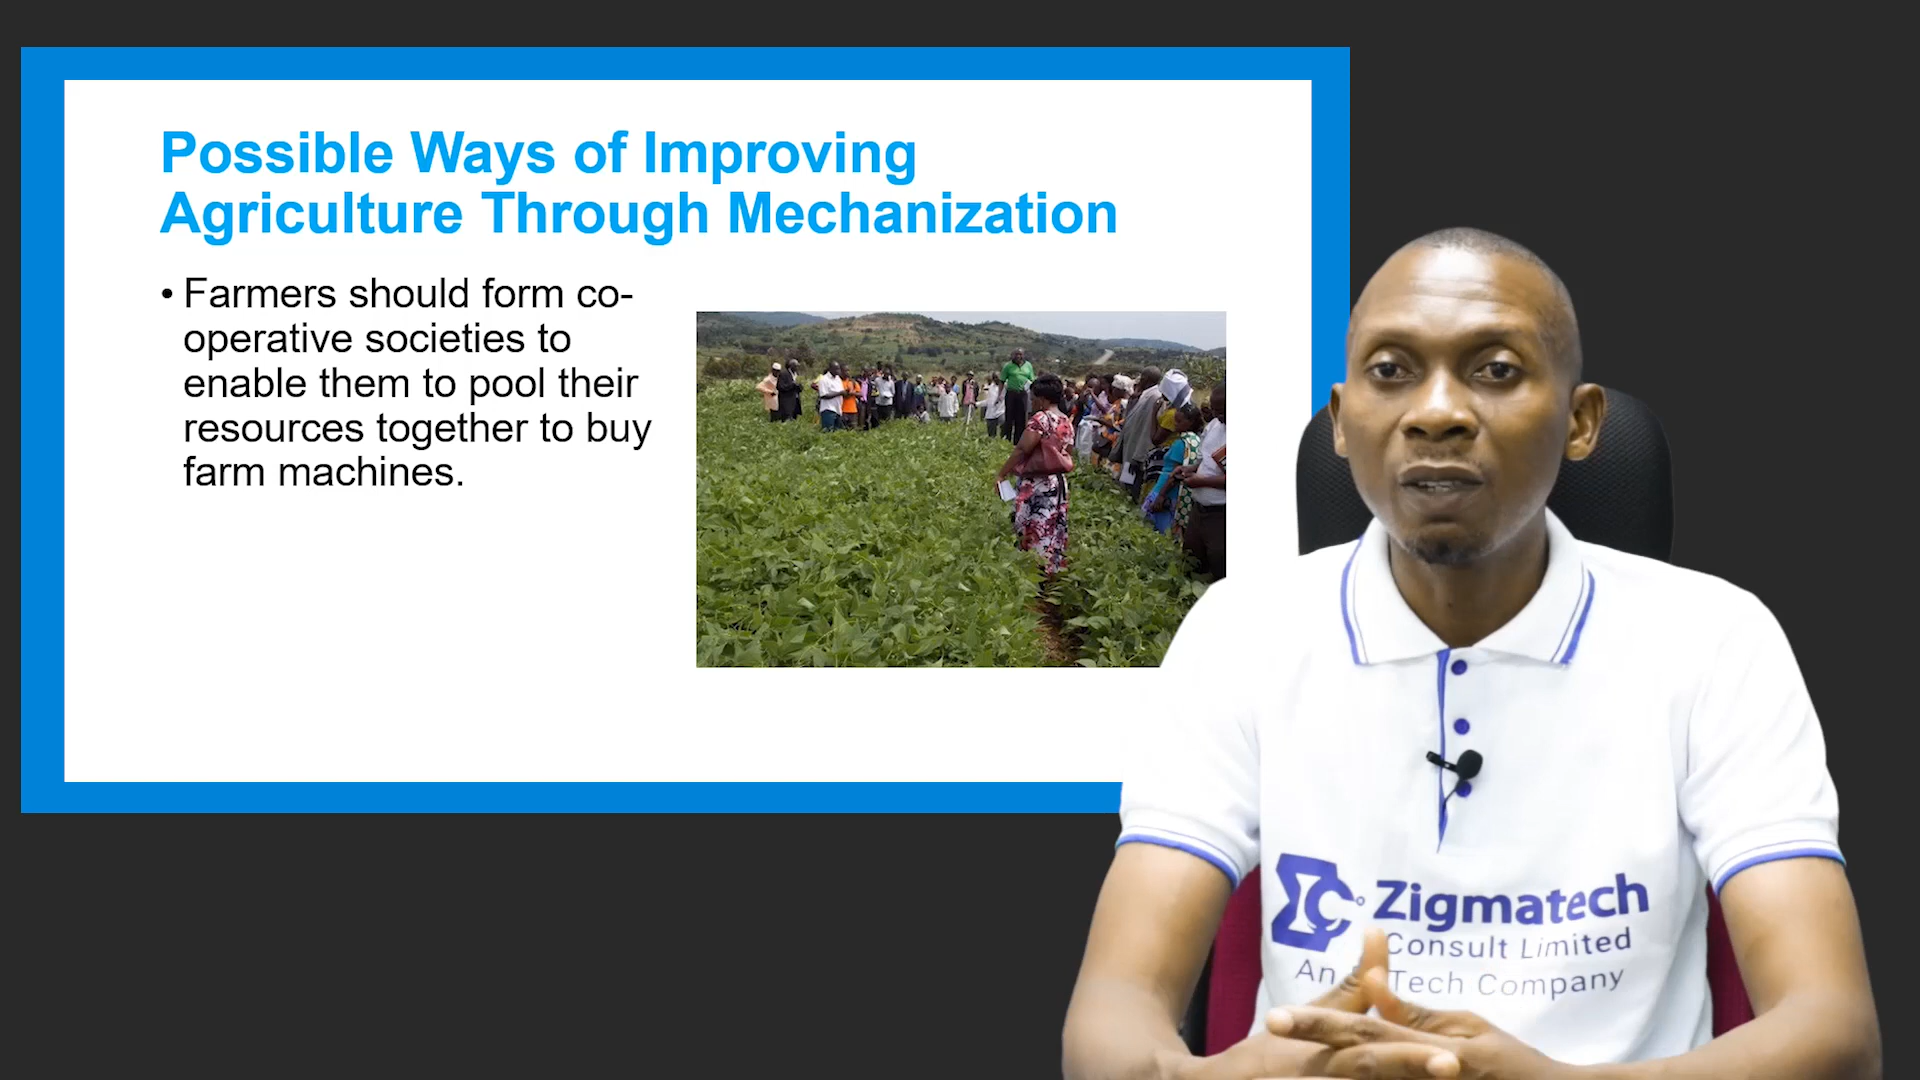 Possible Ways of Improving
Agriculture Through Mechanization
• Farmers should form co-
operative societies to
enable them to pool their
resources together to buy
farm machines.
Zigmatech
Consult Limited
An Tech Company